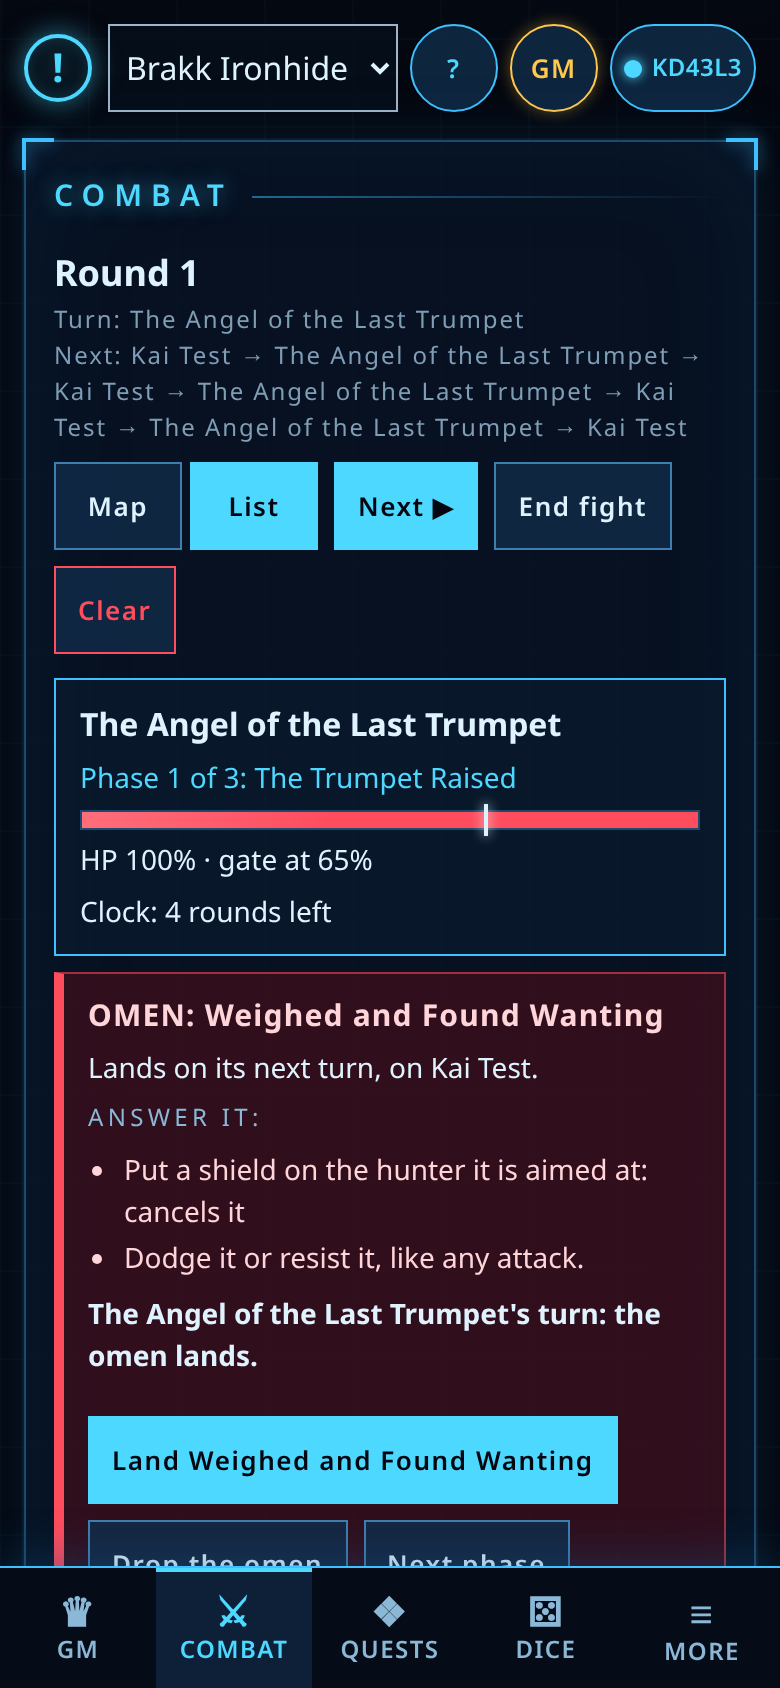 !
Brakk Ironhide
?
GM
KD43L3
COMBAT
Round 1
Turn: The Angel of the Last Trumpet
Next: Kai Test → The Angel of the Last Trumpet →
Kai Test → The Angel of the Last Trumpet → Kai
Test → The Angel of the Last Trumpet → Kai Test
Map
List
Next ▶
End fight
Clear
The Angel of the Last Trumpet
Phase 1 of 3: The Trumpet Raised
HP 100% · gate at 65%
Clock: 4 rounds left
OMEN: Weighed and Found Wanting
Lands on its next turn, on Kai Test.
ANSWER IT:
• Put a shield on the hunter it is aimed at:
cancels it
• Dodge it or resist it, like any attack.
The Angel of the Last Trumpet's turn: the
omen lands.
Land Weighed and Found Wanting
Drop the omen
Next phase
GM
COMBAT
QUESTS
DICE
MORE